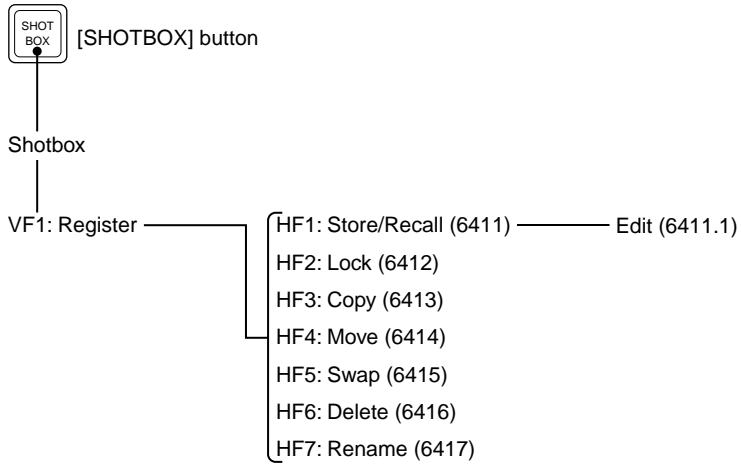 SHOT
BOX
[SHOTBOX] button
Shotbox
VF1: Register
HF1: Store/Recall (6411)
Edit (6411.1)
HF2: Lock (6412)
HF3: Copy (6413)
HF4: Move (6414)
HF5: Swap (6415)
HF6: Delete (6416)
HF7: Rename (6417)